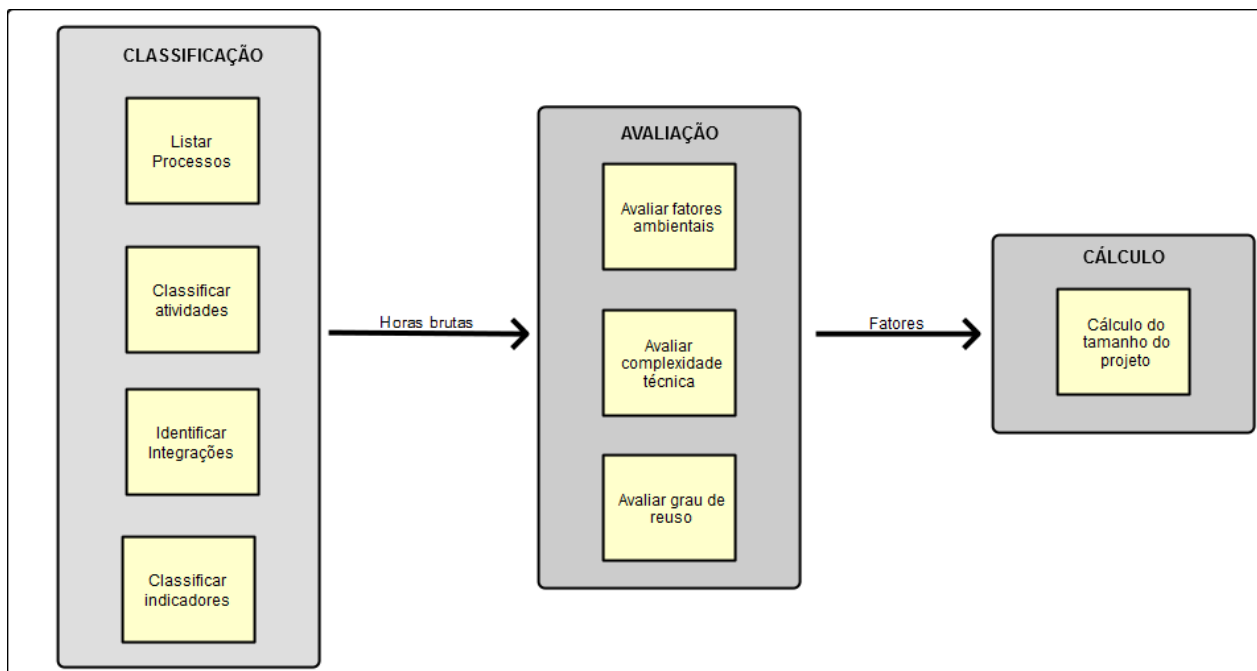 CLASSIFICAÇÃO
Listar
Processos
Classificar
atividades
Identificar
Integrações
Classificar
indicadores
Horas brutas
AVALIAÇÃO
Avaliar fatores
ambientais
Avaliar
complexidade
técnica
Avaliar grau de
reuso
Fatores
CÁLCULO
Cálculo do
tamanho do
projeto